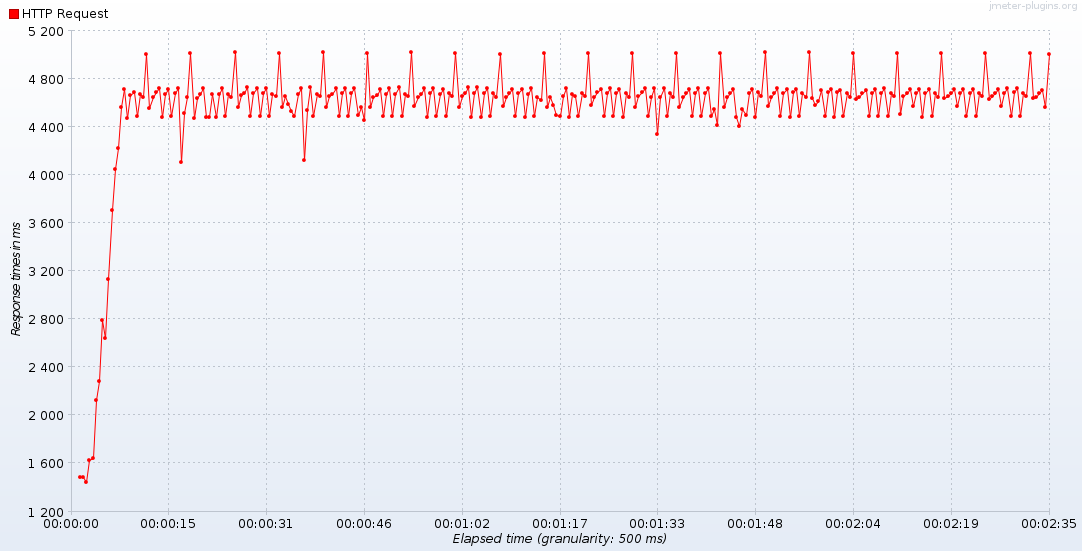 jmeter-plugins.org
HTTP Request
5 200
4 800
4 400
4 000
3 600
3 200
2 800
2 400
2 000
1 600
1 200
Response times in ms
00:00:00 00:00:15 00:00:31 00:00:46 00:01:02 00:01:17 00:01:33 00:01:48 00:02:04 00:02:19 00:02:35
Elapsed time (granularity: 500 ms)